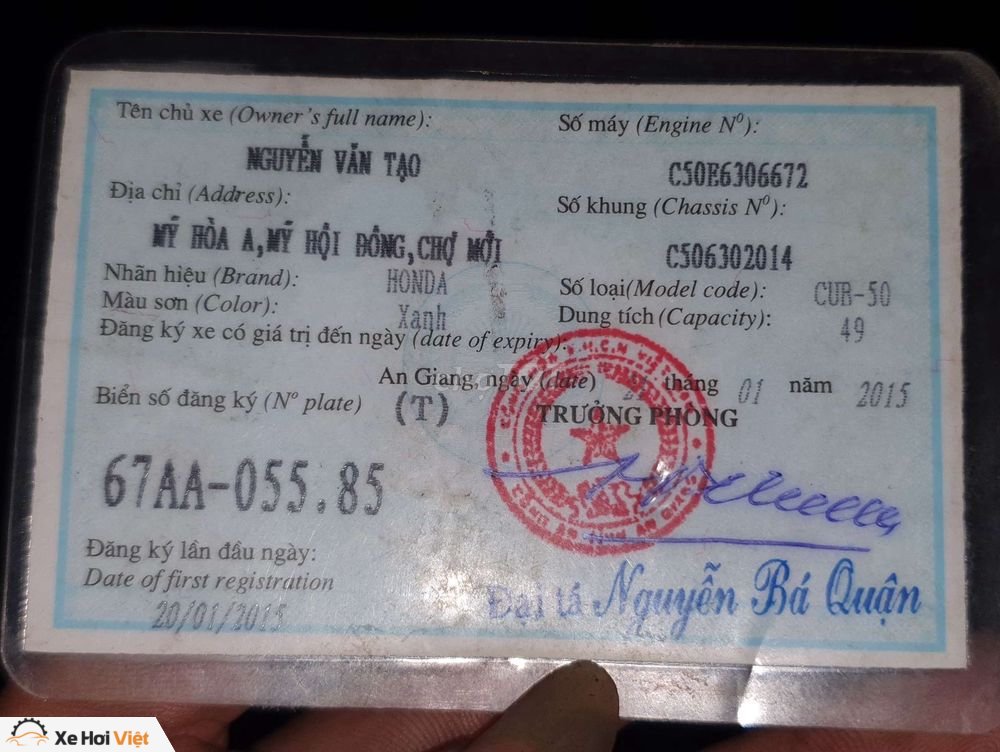 Tên chủ xe (Owner's full name):
NGUYỄN VĂN TẠO
Địa chỉ (Address):
MỸ HÒA A,MỸ HỘI ĐÔNG,CHỢ MỚI
Nhãn hiệu (Brand): HONDA
Màu sơn (Color): Xanh
Số máy (Engine Nº):
C50E6306672
Số khung (Chassis Nº):
C506302014
Số loại(Model code): CUB-50
Dung tích (Capacity): 49
Đăng ký xe có giá trị đến ngày (date of expiry):
An Giang, ngày (date) tháng 01 năm 2015
Biển số đăng ký (Nº plate) (T)
TRƯỞNG PHÒNG
67AA-055.85
Đăng ký lần đầu ngày:
Date of first registration
20/01/2015
Đại tá Nguyễn Bá Quận
Xe Hơi Việt